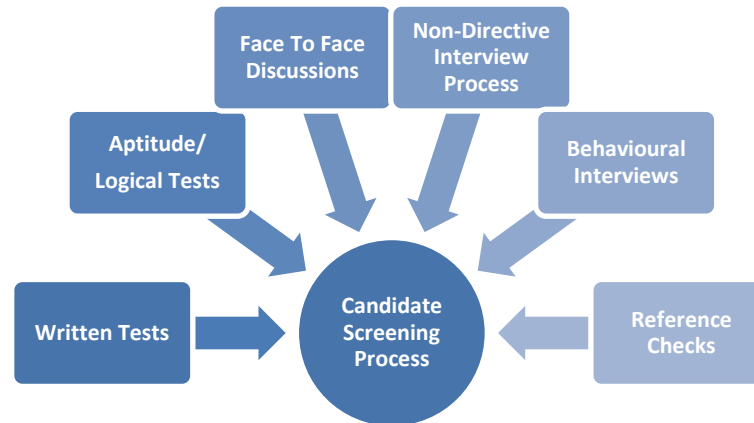 Face To Face
Discussions
Non-Directive
Interview
Process
Aptitude/
Logical Tests
Behavioural
Interviews
Written Tests
Candidate
Screening
Process
Reference
Checks